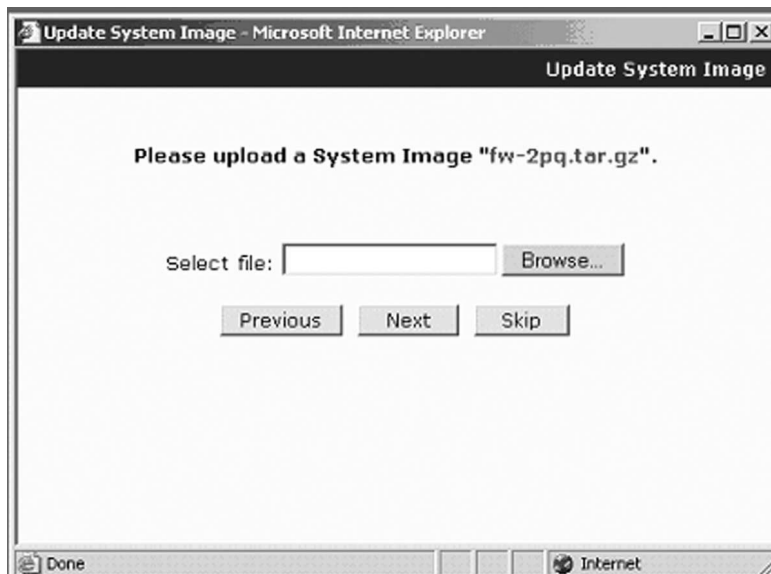 Update System Image - Microsoft Internet Explorer
Update System Image
Please upload a System Image "fw-2pq.tar.gz".
Select file: Browse...
Previous Next Skip
Done Internet